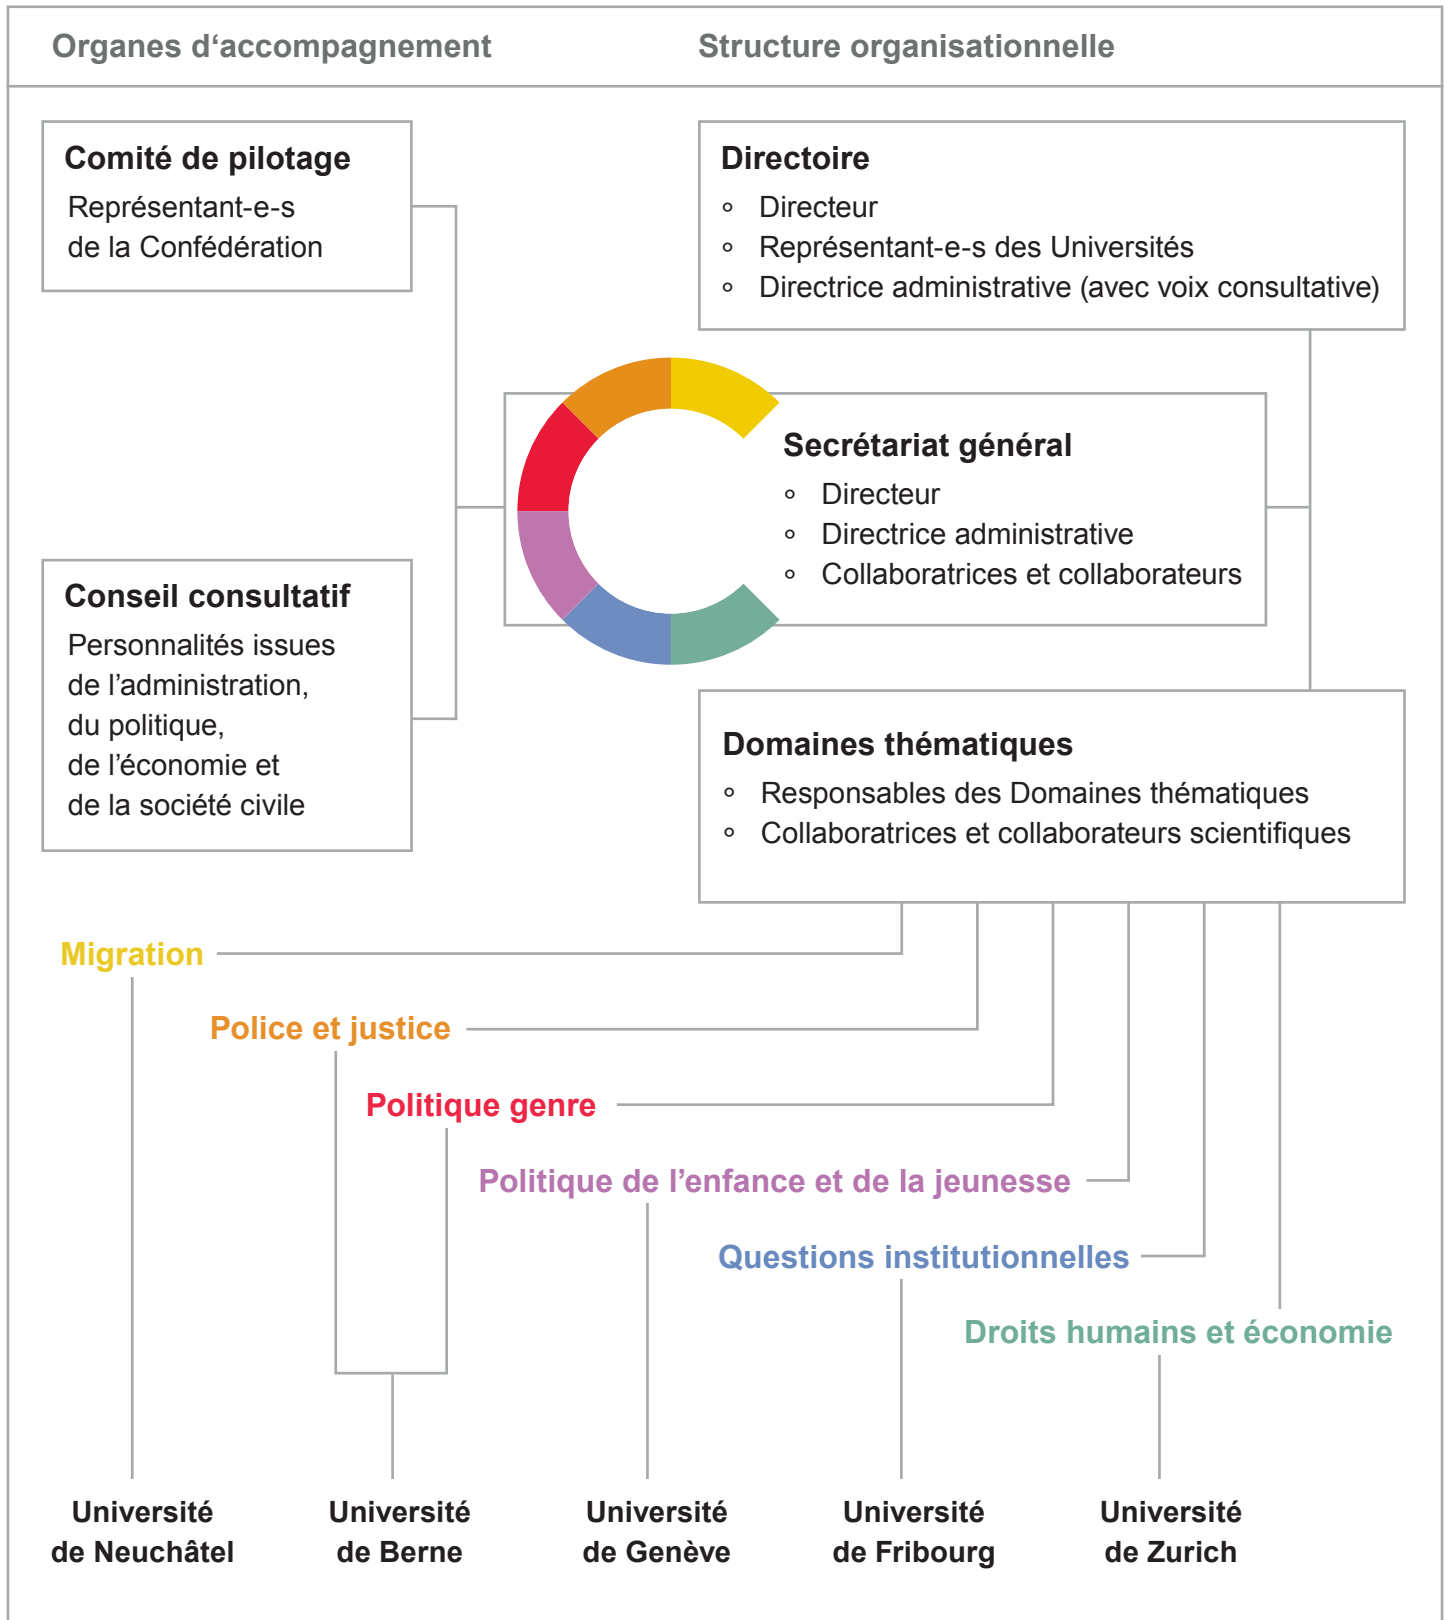 Organes d‘accompagnement
Structure organisationnelle
Comité de pilotage
Représentant-e-s
de la Confédération
Directoire
° Directeur
° Représentant-e-s des Universités
° Directrice administrative (avec voix consultative)
Secrétariat général
° Directeur
° Directrice administrative
° Collaboratrices et collaborateurs
Conseil consultatif
Personnalités issues
de l’administration,
du politique,
de l’économie et
de la société civile
Domaines thématiques
° Responsables des Domaines thématiques
° Collaboratrices et collaborateurs scientifiques
Migration
Police et justice
Politique genre
Politique de l’enfance et de la jeunesse
Questions institutionnelles
Droits humains et économie
Université
de Neuchâtel
Université
de Berne
Université
de Genève
Université
de Fribourg
Université
de Zurich